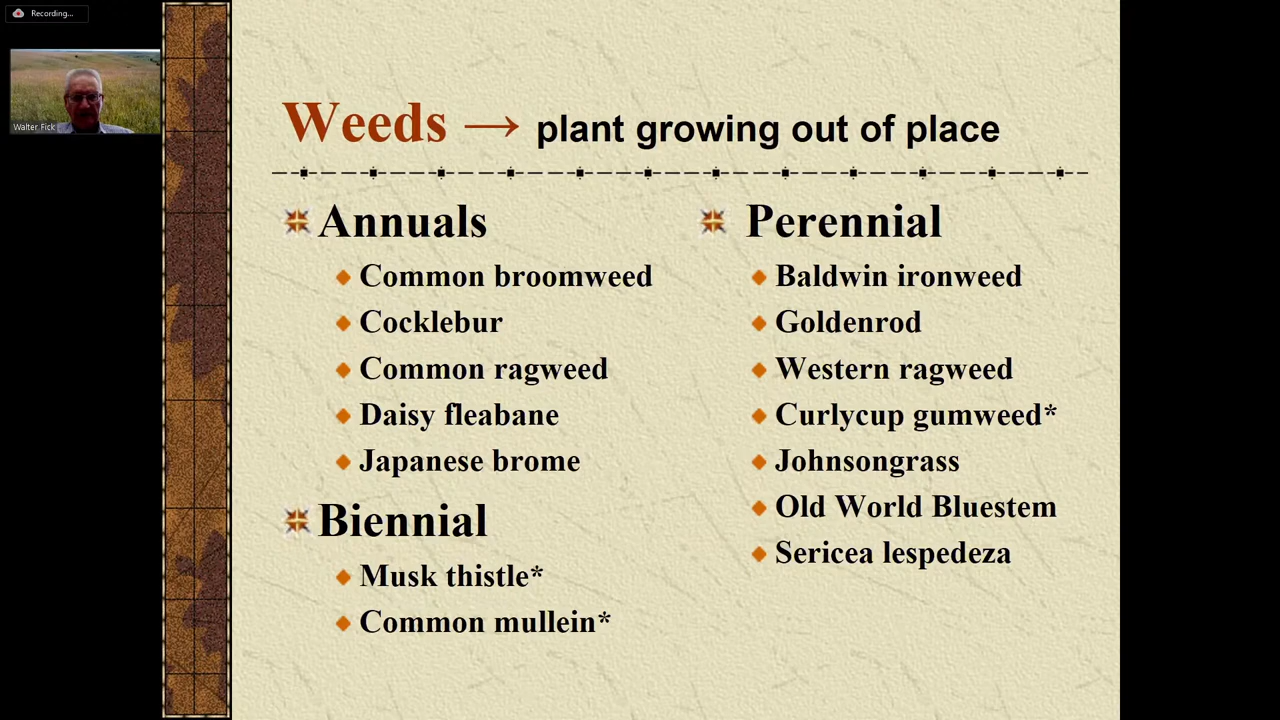 Recording...
Walter Fick
Weeds → plant growing out of place
Annuals
Common broomweed
Cocklebur
Common ragweed
Daisy fleabane
Japanese brome
Biennial
Musk thistle*
Common mullein*
Perennial
Baldwin ironweed
Goldenrod
Western ragweed
Curlycup gumweed*
Johnsongrass
Old World Bluestem
Sericea lespedeza